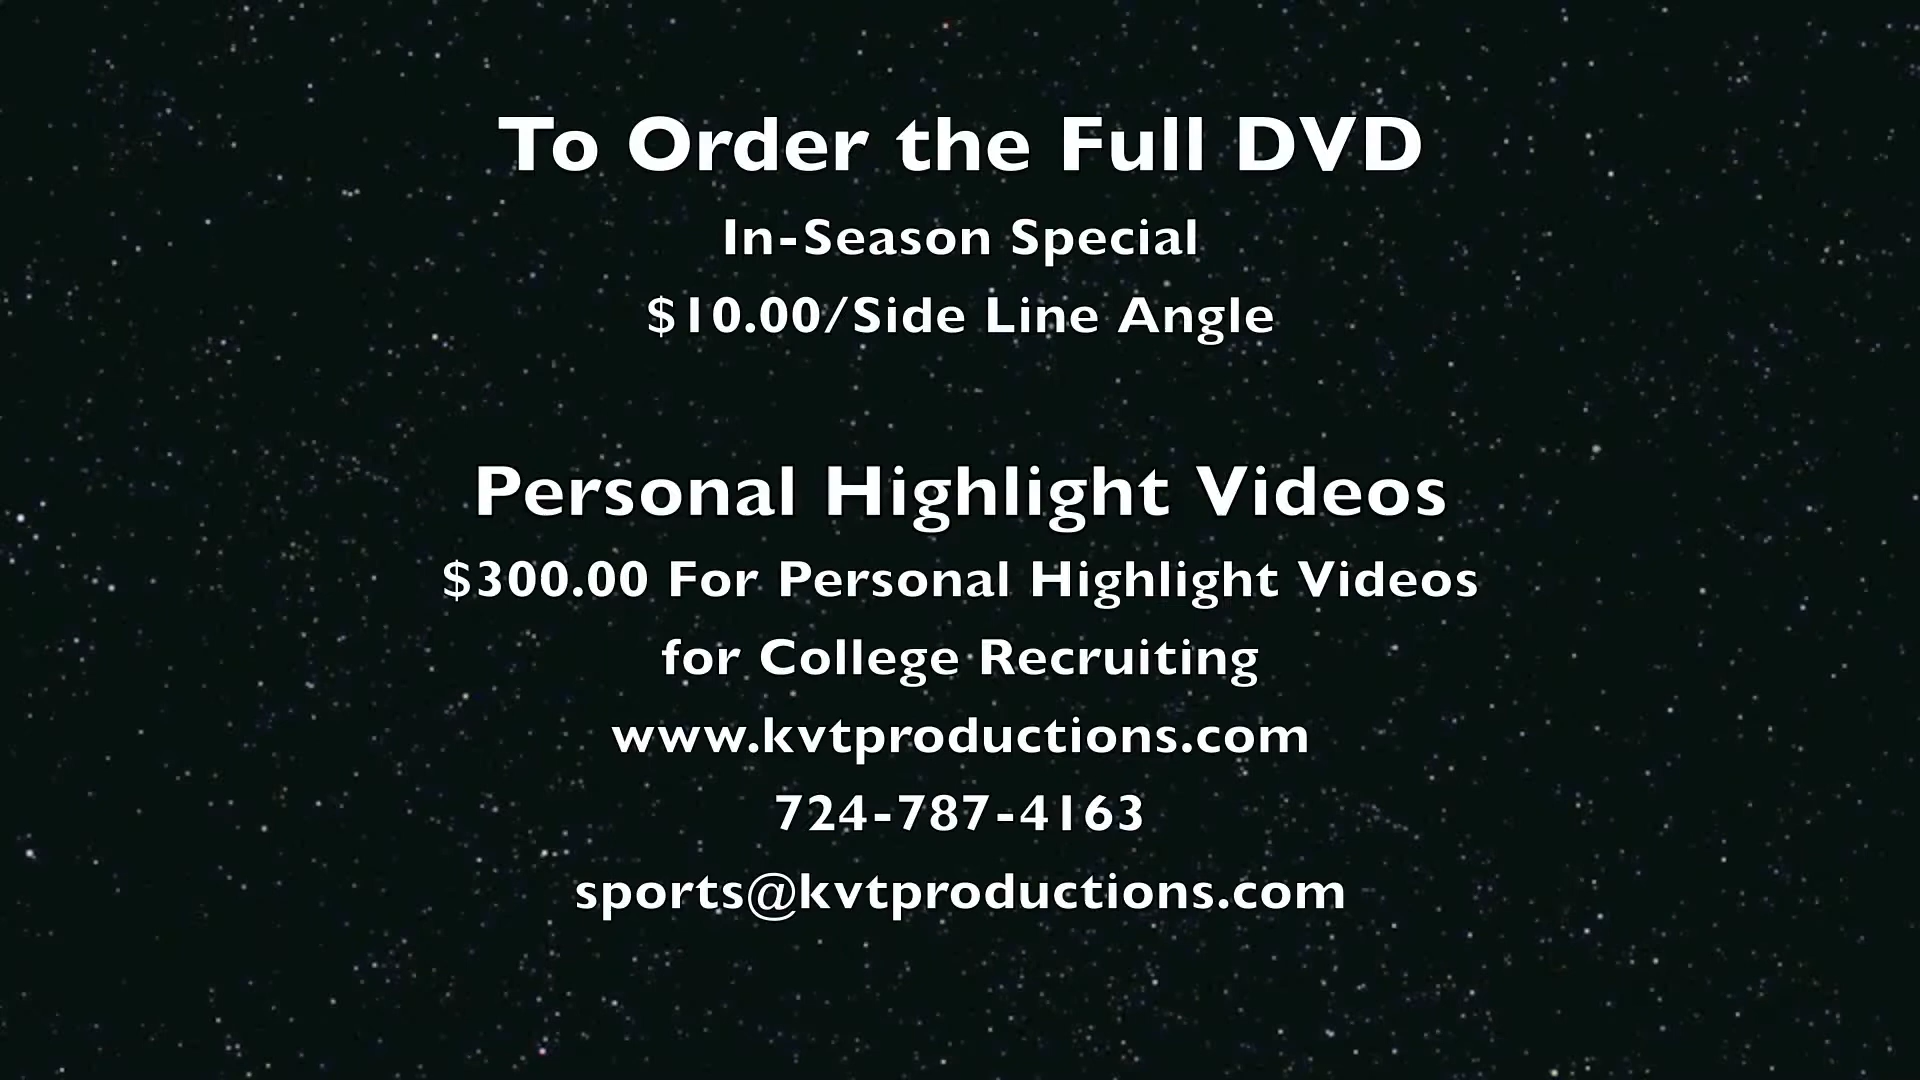 To Order the Full DVD
In-Season Special
$10.00/Side Line Angle
Personal Highlight Videos
$300.00 For Personal Highlight Videos
for College Recruiting
www.kvtproductions.com
724-787-4163
sports@kvtproductions.com